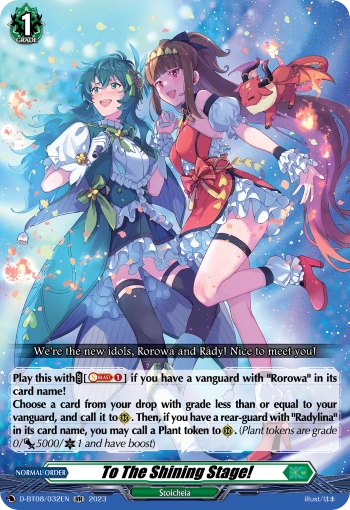 1
GRADE
We're the new idols, Rorowa and Rady! Nice to meet you!
Play this with [BLAST 1] if you have a vanguard with "Rorowa" in its
card name!
Choose a card from your drop with grade less than or equal to your
vanguard, and call it to Ⓡ. Then, if you have a rear-guard with "Radylina"
in its card name, you may call a Plant token to Ⓡ. (Plant tokens are grade
0/5000/1 and have boost)
NORMAL ORDER
To The Shining Stage!
Stoicheia
D-BT08/032EN RR 2023
illust/はま